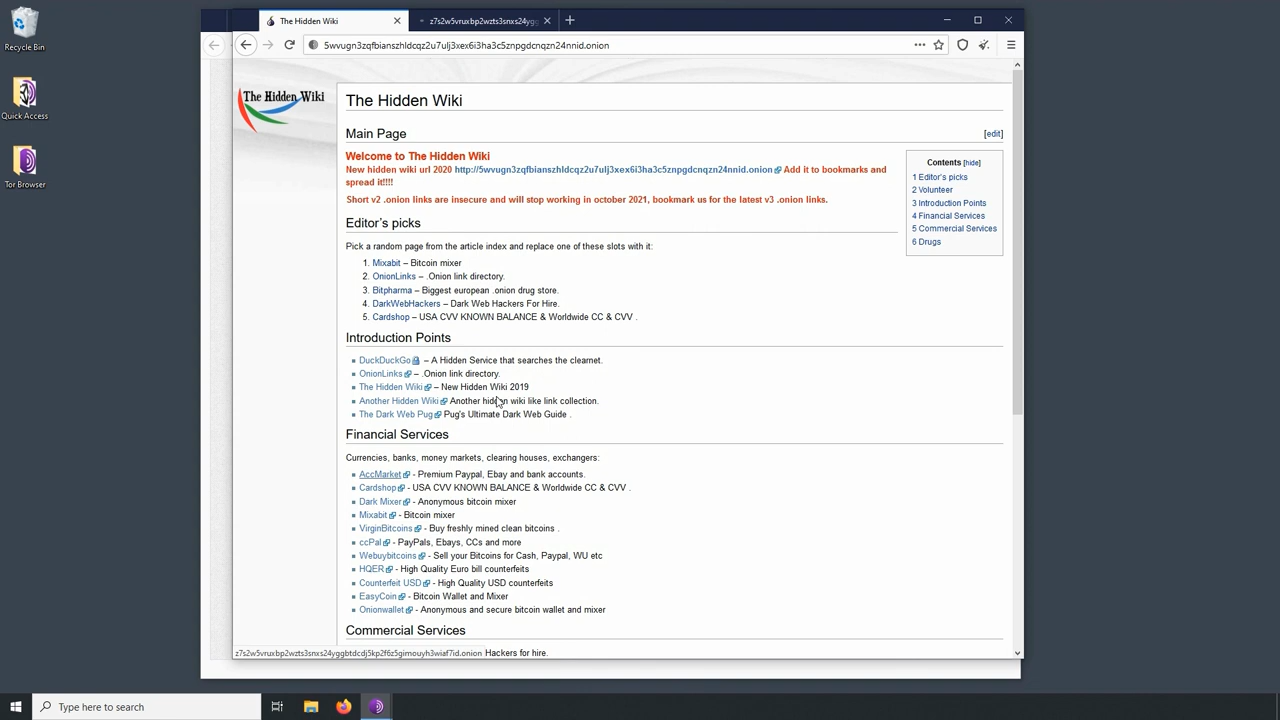 Recycle Bin
Quick Access
Tor Browser
The Hidden Wiki
z7s2w5vruxbp2wzts3snxs24yg
5wvugn3zqfbianszhldcqz2u7ulj3xex6i3ha3c5znpgdcnqzn24nnid.onion
The Hidden Wiki
The Hidden Wiki
Main Page
[edit]
Welcome to The Hidden Wiki
New hidden wiki url 2020 http://5wvugn3zqfbianszhldcqz2u7ulj3xex6i3ha3c5znpgdcnqzn24nnid.onion Add it to bookmarks and
spread it!!!!
Short v2 .onion links are insecure and will stop working in october 2021, bookmark us for the latest v3 .onion links.
Contents [hide]
1 Editor's picks
2 Volunteer
3 Introduction Points
4 Financial Services
5 Commercial Services
6 Drugs
Editor's picks
Pick a random page from the article index and replace one of these slots with it:
1. Mixabit – Bitcoin mixer
2. OnionLinks – .Onion link directory.
3. Bitpharma – Biggest european .onion drug store.
4. DarkWebHackers – Dark Web Hackers For Hire.
5. Cardshop – USA CVV KNOWN BALANCE & Worldwide CC & CVV .
Introduction Points
DuckDuckGo – A Hidden Service that searches the clearnet.
OnionLinks – .Onion link directory.
The Hidden Wiki – New Hidden Wiki 2019
Another Hidden Wiki Another hidden wiki like link collection.
The Dark Web Pug Pug's Ultimate Dark Web Guide .
Financial Services
Currencies, banks, money markets, clearing houses, exchangers:
AccMarket - Premium Paypal, Ebay and bank accounts.
Cardshop - USA CVV KNOWN BALANCE & Worldwide CC & CVV .
Dark Mixer - Anonymous bitcoin mixer
Mixabit - Bitcoin mixer
VirginBitcoins - Buy freshly mined clean bitcoins .
ccPal - PayPals, Ebays, CCs and more
Webuybitcoins - Sell your Bitcoins for Cash, Paypal, WU etc
HQER - High Quality Euro bill counterfeits
Counterfeit USD - High Quality USD counterfeits
EasyCoin - Bitcoin Wallet and Mixer
Onionwallet - Anonymous and secure bitcoin wallet and mixer
Commercial Services
z7s2w5vruxbp2wzts3snxs24yggbtdcdj5kp2f6z5gimouyh3wiaf7id.onion Hackers for hire.
Type here to search